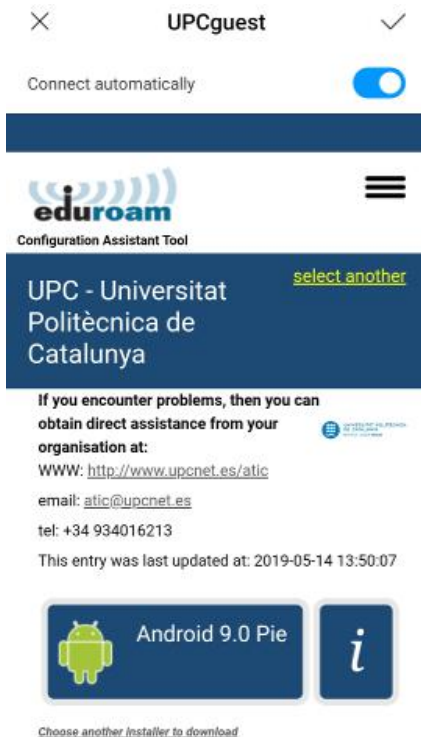 UPCguest
Connect automatically
eduroam
Configuration Assistant Tool
select another
UPC - Universitat
Politècnica de
Catalunya
If you encounter problems, then you can
obtain direct assistance from your
organisation at:
WWW: http://www.upcnet.es/atic
email: atic@upcnet.es
tel: +34 934016213
This entry was last updated at: 2019-05-14 13:50:07
Android 9.0 Pie
i
Choose another installer to download